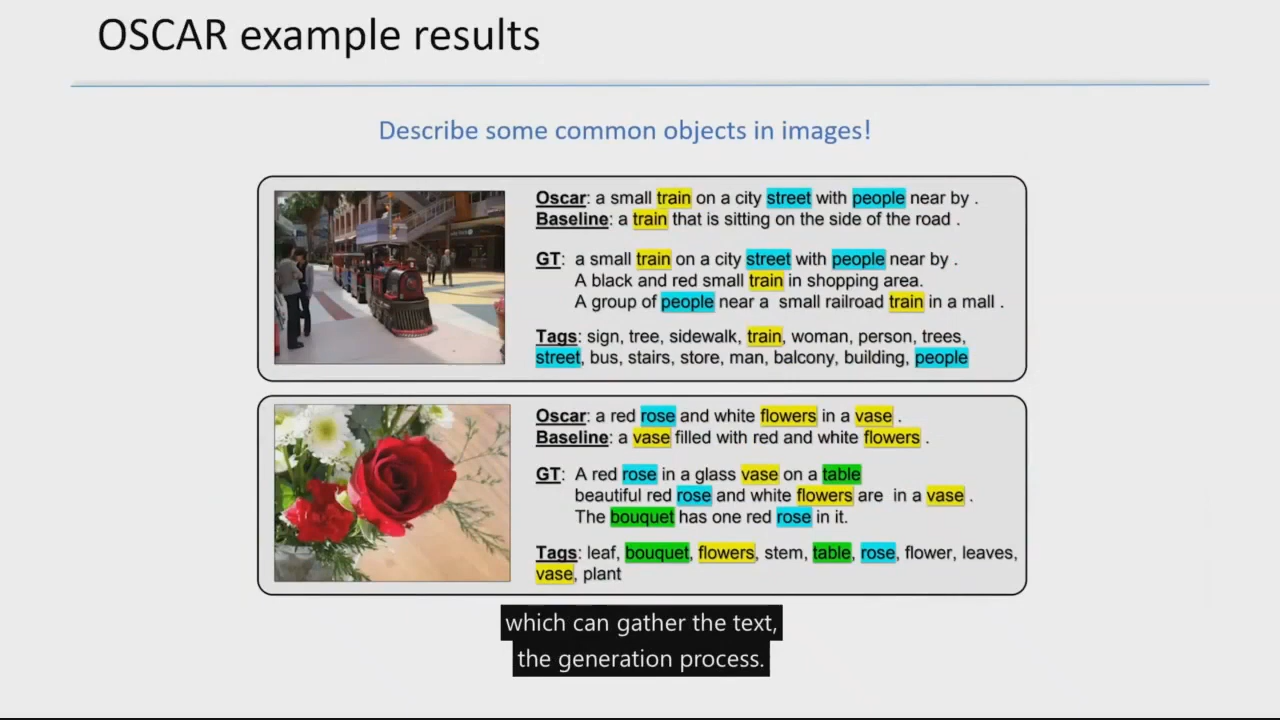 OSCAR example results
Describe some common objects in images!
Oscar: a small train on a city street with people near by .
Baseline: a train that is sitting on the side of the road .
GT: a small train on a city street with people near by .
A black and red small train in shopping area.
A group of people near a small railroad train in a mall .
Tags: sign, tree, sidewalk, train, woman, person, trees,
street, bus, stairs, store, man, balcony, building, people
Oscar: a red rose and white flowers in a vase .
Baseline: a vase filled with red and white flowers .
GT: A red rose in a glass vase on a table
beautiful red rose and white flowers are in a vase .
The bouquet has one red rose in it.
Tags: leaf, bouquet, flowers, stem, table, rose, flower, leaves,
vase, plant
which can gather the text,
the generation process.